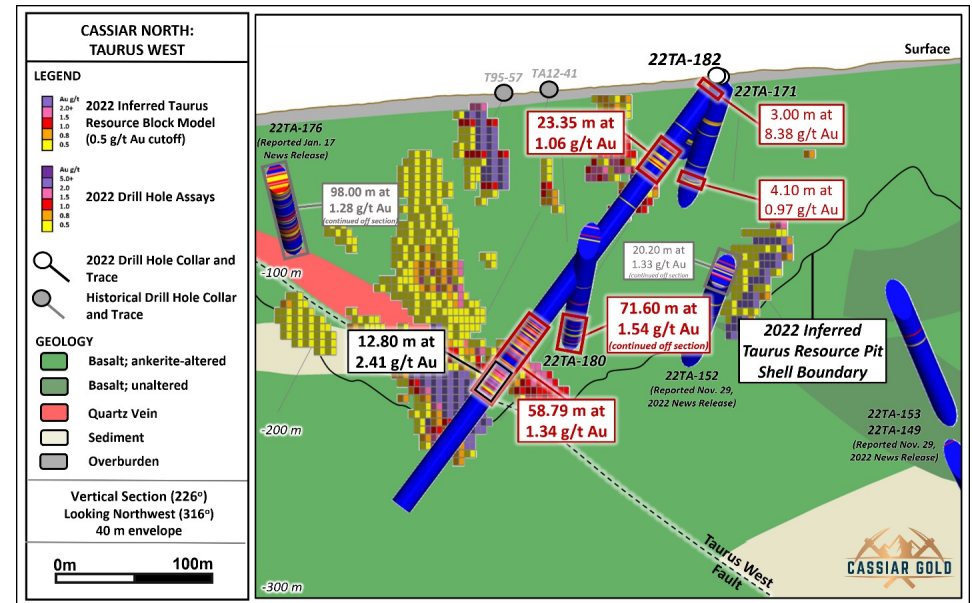 CASSIAR NORTH:
TAURUS WEST
LEGEND
Au g/t
2.0+
1.5
1.0
0.8
0.5
2022 Inferred Taurus
Resource Block Model
(0.5 g/t Au cutoff)
Au g/t
5.0+
2.0
1.5
1.0
0.8
0.5
2022 Drill Hole Assays
2022 Drill Hole Collar and
Trace
Historical Drill Hole Collar
and Trace
GEOLOGY
Basalt; ankerite-altered
Basalt; unaltered
Quartz Vein
Sediment
Overburden
Vertical Section (226°)
Looking Northwest (316°)
40 m envelope
0m
100m
Surface
22TA-182
T95-57
TA12-41
22TA-171
3.00 m at
8.38 g/t Au
23.35 m at
1.06 g/t Au
22TA-176
(Reported Jan. 17
News Release)
98.00 m at
1.28 g/t Au
(continued off section)
4.10 m at
0.97 g/t Au
20.20 m at
1.33 g/t Au
(continued off section
-100 m
71.60 m at
1.54 g/t Au
(continued off section)
12.80 m at
2.41 g/t Au
22TA-180
2022 Inferred
Taurus Resource Pit
Shell Boundary
22TA-152
(Reported Nov. 29,
2022 News Release)
58.79 m at
1.34 g/t Au
22TA-153
22TA-149
(Reported Nov. 29,
2022 News Release)
-200 m
Taurus West
Fault
CASSIAR GOLD
-300 m